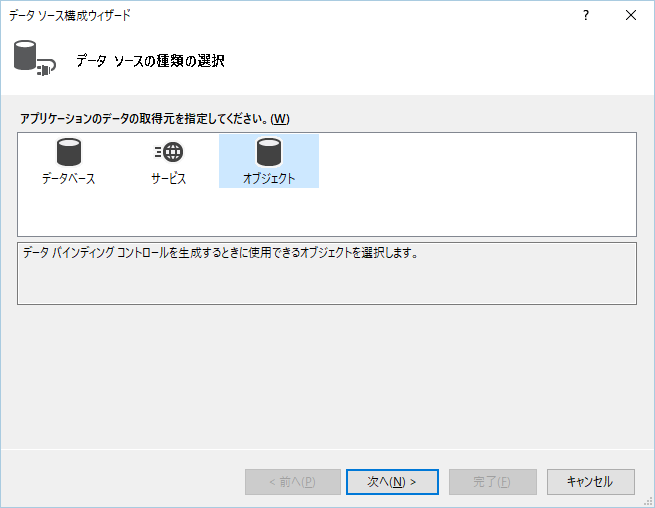 データ ソース構成ウィザード
?
データ ソースの種類の選択
アプリケーションのデータの取得元を指定してください。(W)
データベース サービス オブジェクト
データ バインディング コントロールを生成するときに使用できるオブジェクトを選択します。
< 前へ(P) 次へ(N) > 完了(F) キャンセル